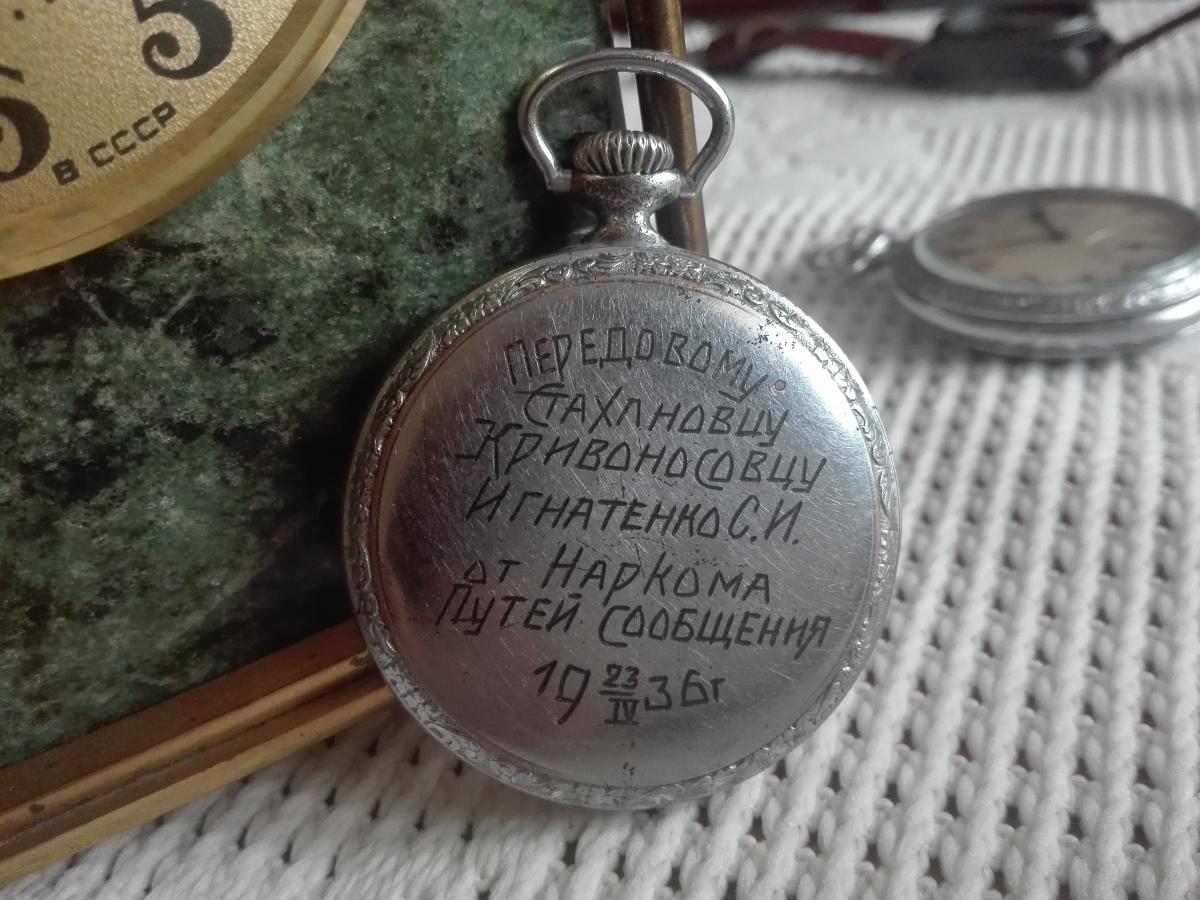 5
В СССР
ПЕРЕДОВОМУ
СТАХАНОВЦУ
КРИВОНОСОВЦУ
ИГНАТЕНКО С.И.
ОТ НАРКОМА
ПУТЕЙ СООБЩЕНИЯ
19 23/IV 36г